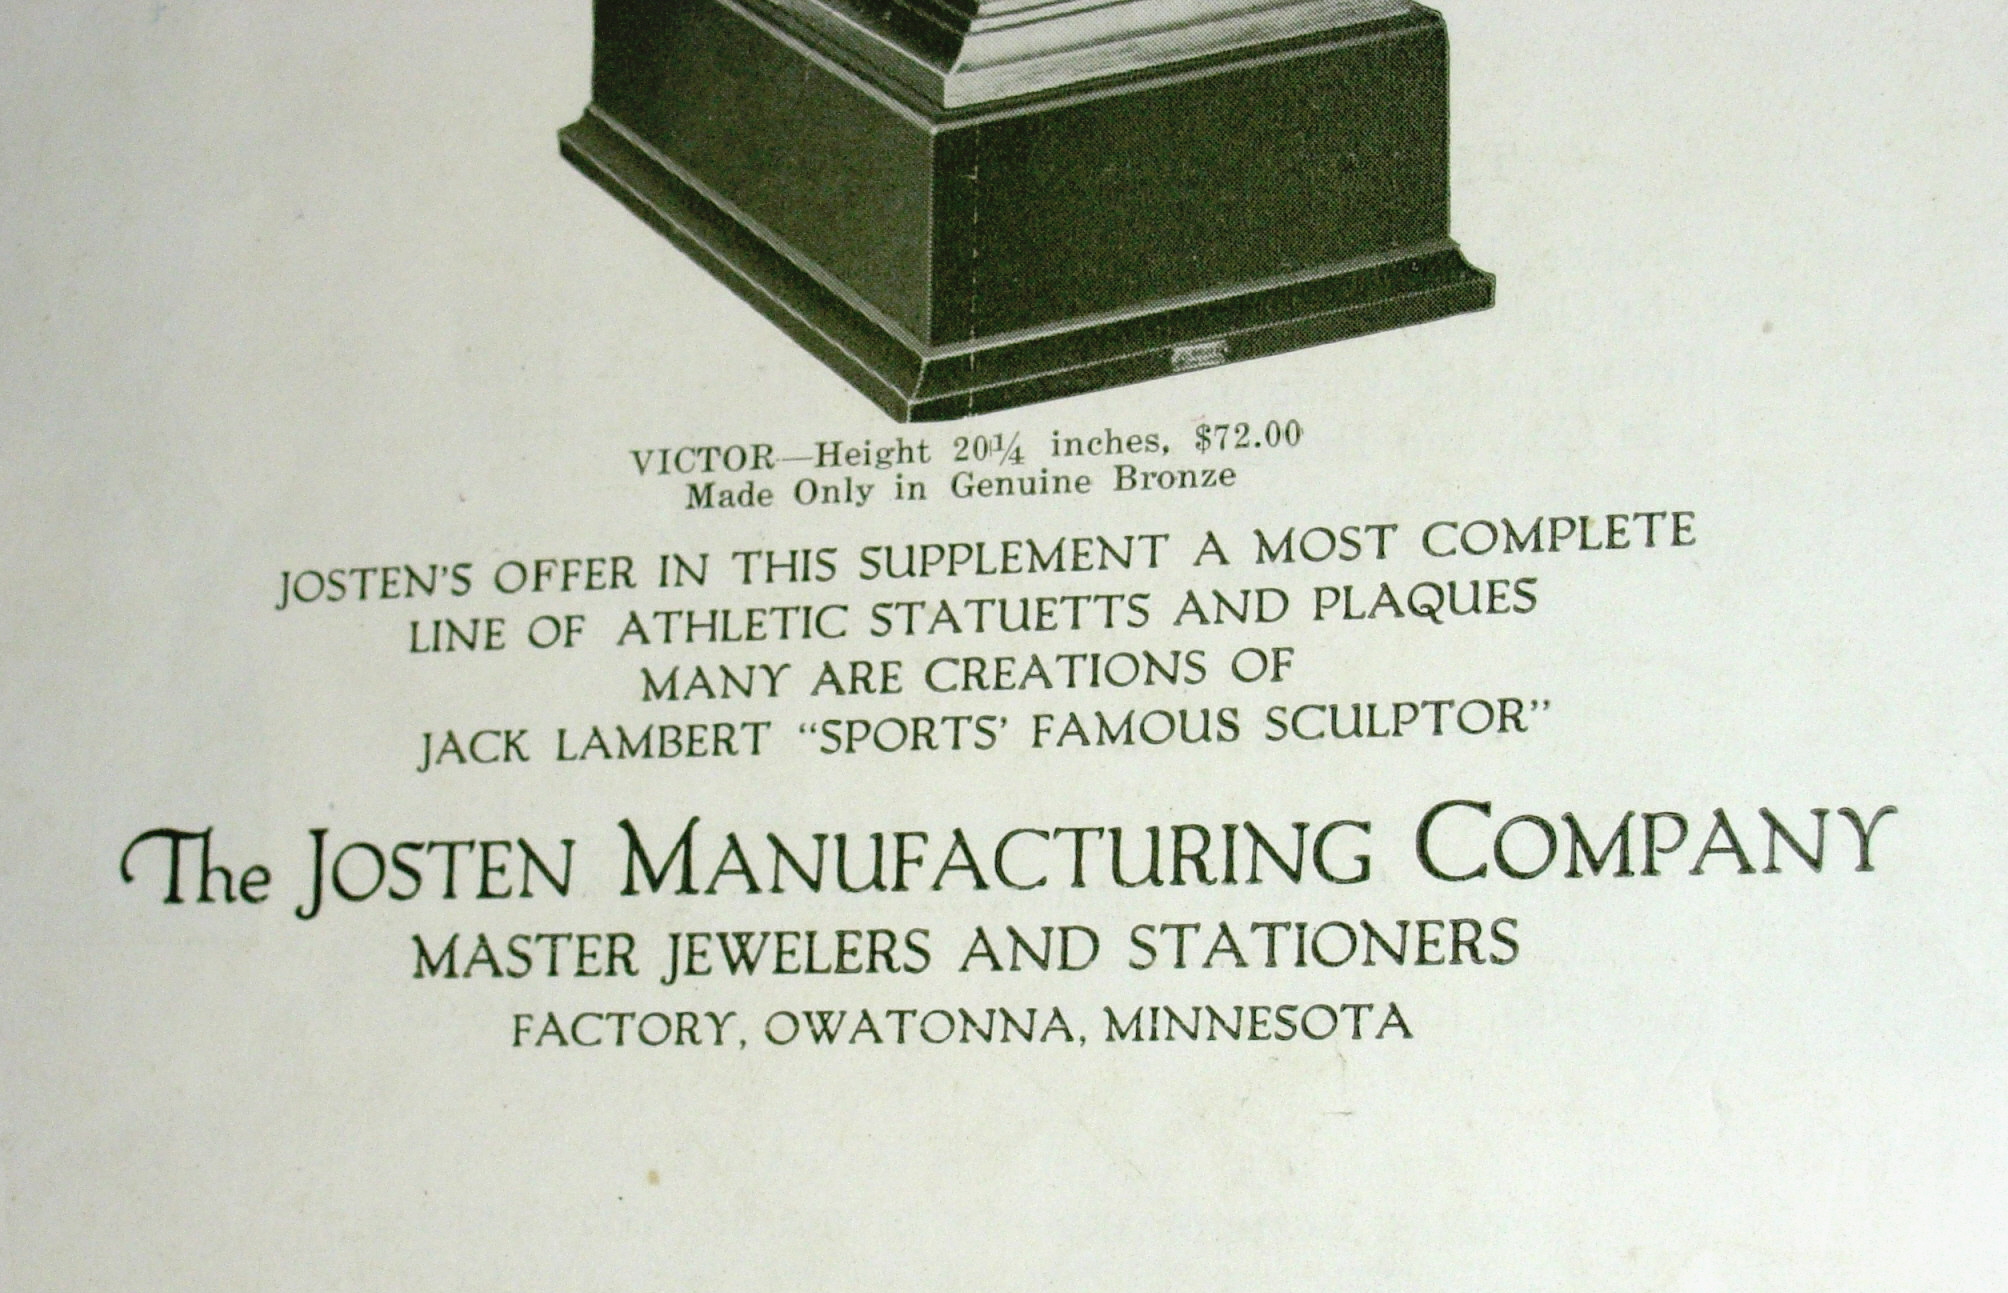 VICTOR—Height 20¼ inches, $72.00
Made Only in Genuine Bronze
JOSTEN'S OFFER IN THIS SUPPLEMENT A MOST COMPLETE
LINE OF ATHLETIC STATUETTS AND PLAQUES
MANY ARE CREATIONS OF
JACK LAMBERT “SPORTS’ FAMOUS SCULPTOR”
The JOSTEN MANUFACTURING COMPANY
MASTER JEWELERS AND STATIONERS
FACTORY, OWATONNA, MINNESOTA